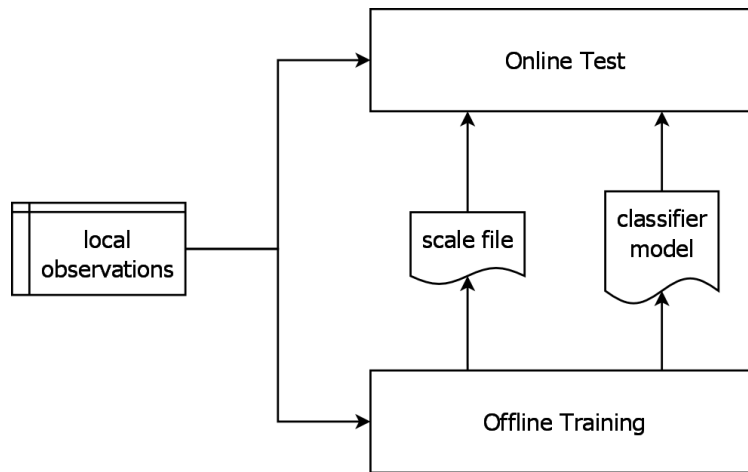 Online Test
local
observations
scale file
classifier
model
Offline Training